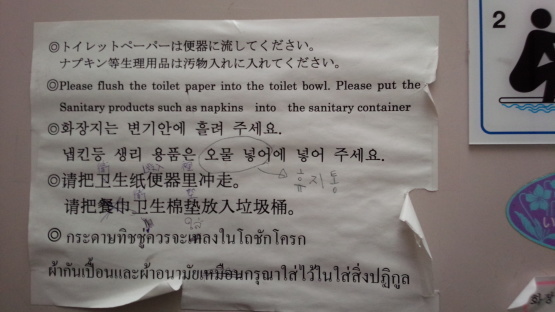 ◎トイレットペーパーは便器に流してください。
ナプキン等生理用品は汚物入れに入れてください。
◎Please flush the toilet paper into the toilet bowl. Please put the
Sanitary products such as napkins into the sanitary container
◎화장지는 변기안에 흘려 주세요.
냅킨등 생리 용품은 오물 넣어에 넣어 주세요.
휴지통
◎请把卫生纸便器里冲走。
请把餐巾卫生棉垫放入垃圾桶。
◎กระดาษทิชชู่ควรจะเทลงในโถชักโครก
ผ้ากันเปื้อนและผ้าอนามัยเหมือนกรุณาใส่ไว้ในใส่สิ่งปฏิกูล
2